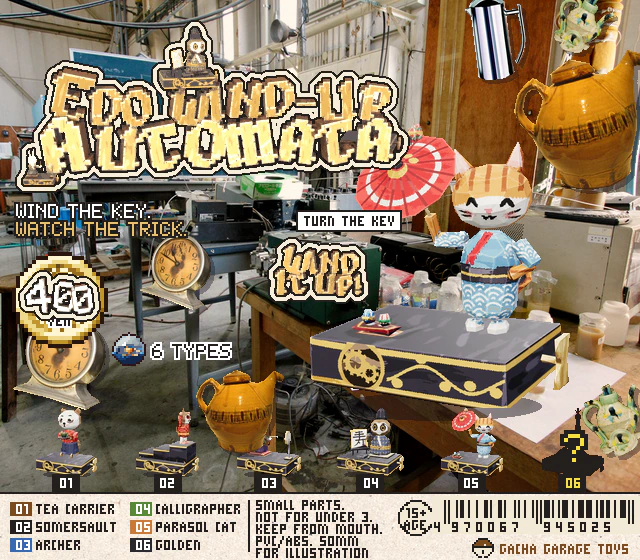 EDO WIND-UP
AUTOMATA
WIND THE KEY.
WATCH THE TRICK.
TURN THE KEY
WIND
IT UP!
400
YEN
6 TYPES
01
02
03
04
05
06
?
01 TEA CARRIER
02 SOMERSAULT
03 ARCHER
04 CALLIGRAPHER
05 PARASOL CAT
06 GOLDEN
SMALL PARTS.
NOT FOR UNDER 3.
KEEP FROM MOUTH.
PVC/ABS. 50MM
FOR ILLUSTRATION
15+
AGE
4 970067 945025
GACHA GARAGE TOYS